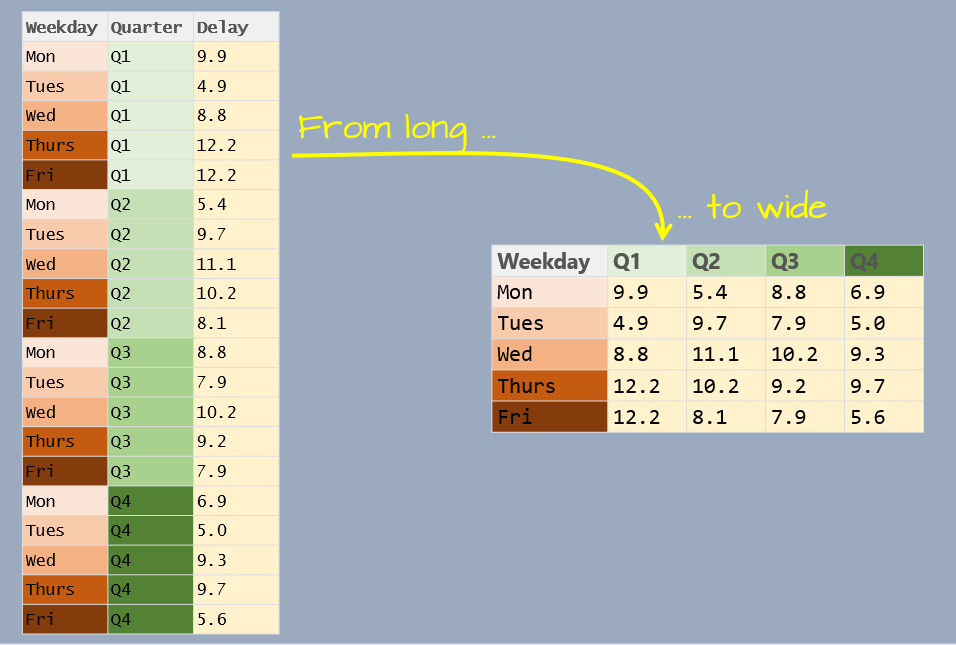 Weekday Quarter Delay
Mon Q1 9.9
Tues Q1 4.9
Wed Q1 8.8
Thurs Q1 12.2
Fri Q1 12.2
Mon Q2 5.4
Tues Q2 9.7
Wed Q2 11.1
Thurs Q2 10.2
Fri Q2 8.1
Mon Q3 8.8
Tues Q3 7.9
Wed Q3 10.2
Thurs Q3 9.2
Fri Q3 7.9
Mon Q4 6.9
Tues Q4 5.0
Wed Q4 9.3
Thurs Q4 9.7
Fri Q4 5.6
From long ...
... to wide
Weekday Q1 Q2 Q3 Q4
Mon 9.9 5.4 8.8 6.9
Tues 4.9 9.7 7.9 5.0
Wed 8.8 11.1 10.2 9.3
Thurs 12.2 10.2 9.2 9.7
Fri 12.2 8.1 7.9 5.6